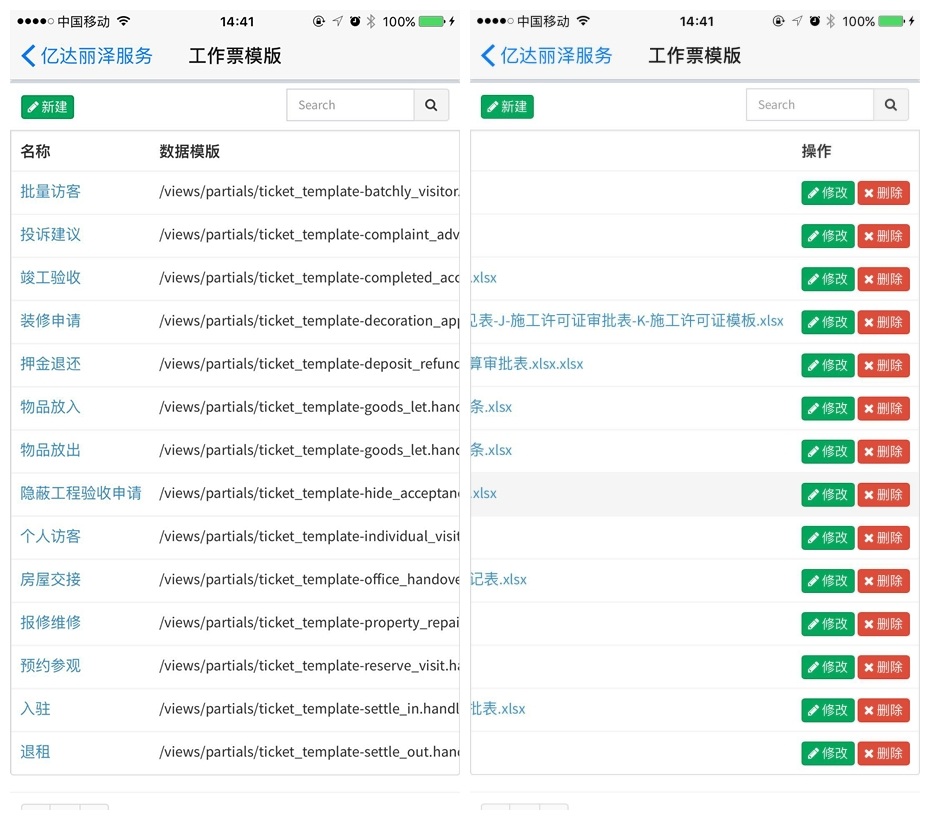 中国移动 14:41 100%
亿达丽泽服务 工作票模版
新建 Search
名称 数据模版
批量访客 /views/partials/ticket_template-batchly_visitor.
投诉建议 /views/partials/ticket_template-complaint_adv
竣工验收 /views/partials/ticket_template-completed_acc
装修申请 /views/partials/ticket_template-decoration_app
押金退还 /views/partials/ticket_template-deposit_refund
物品放入 /views/partials/ticket_template-goods_let.hand
物品放出 /views/partials/ticket_template-goods_let.hand
隐蔽工程验收申请 /views/partials/ticket_template-hide_acceptanc
个人访客 /views/partials/ticket_template-individual_visit
房屋交接 /views/partials/ticket_template-office_handove
报修维修 /views/partials/ticket_template-property_repai
预约参观 /views/partials/ticket_template-reserve_visit.ha
入驻 /views/partials/ticket_template-settle_in.handl
退租 /views/partials/ticket_template-settle_out.hand
中国移动 14:41 100%
亿达丽泽服务 工作票模版
新建 Search
操作
修改 删除
修改 删除
.xlsx 修改 删除
表-J-施工许可证审批表-K-施工许可证模板.xlsx 修改 删除
算审批表.xlsx.xlsx 修改 删除
条.xlsx 修改 删除
条.xlsx 修改 删除
.xlsx 修改 删除
修改 删除
记表.xlsx 修改 删除
修改 删除
修改 删除
批表.xlsx 修改 删除
修改 删除